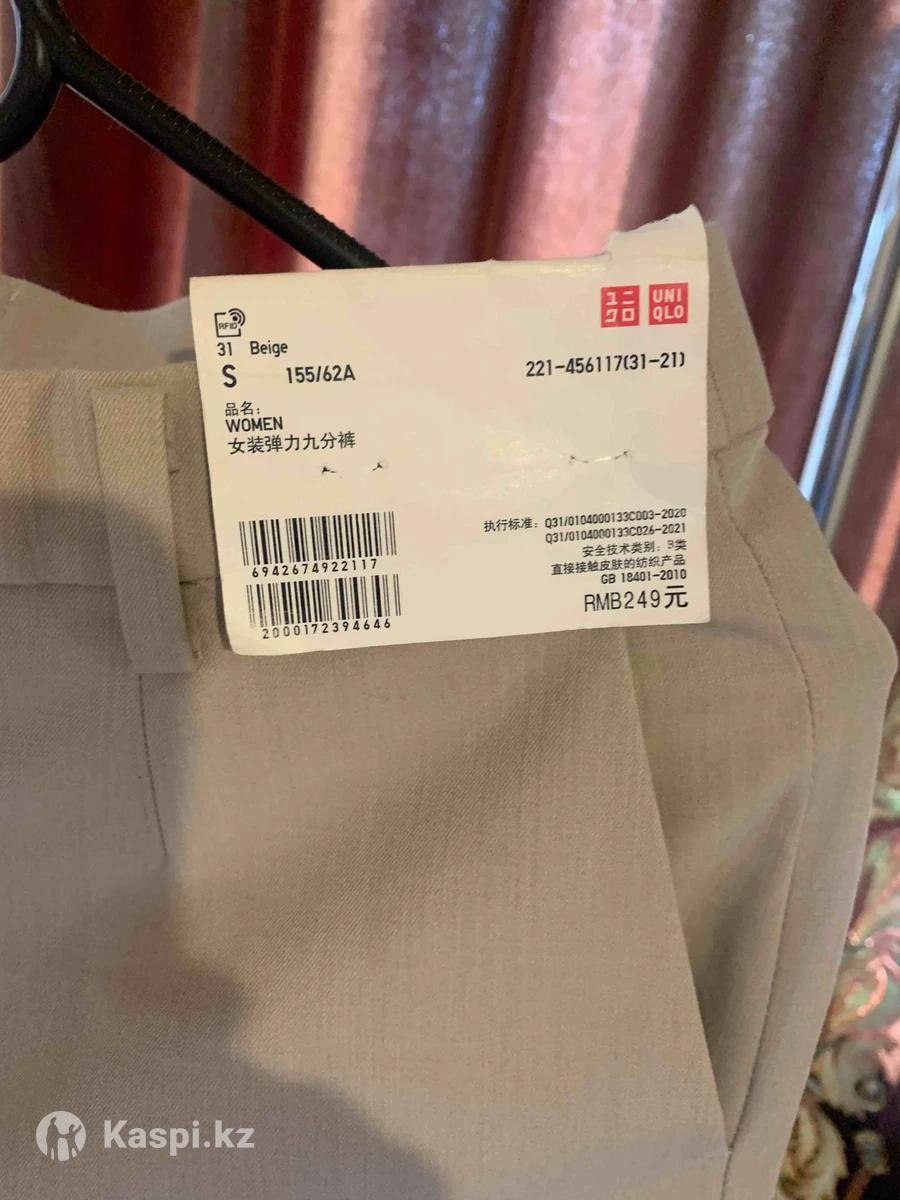 RFID
ユニ
クロ
UNI
QLO
31 Beige
S 155/62A
221-456117(31-21)
品名:
WOMEN
女装弹力九分裤
执行标准: Q31/0104000133C003-2020
Q31/0104000133C026-2021
安全技术类别: B类
直接接触皮肤的纺织产品
GB 18401-2010
RMB249元
6942674922117
2000172394646
Kaspi.kz